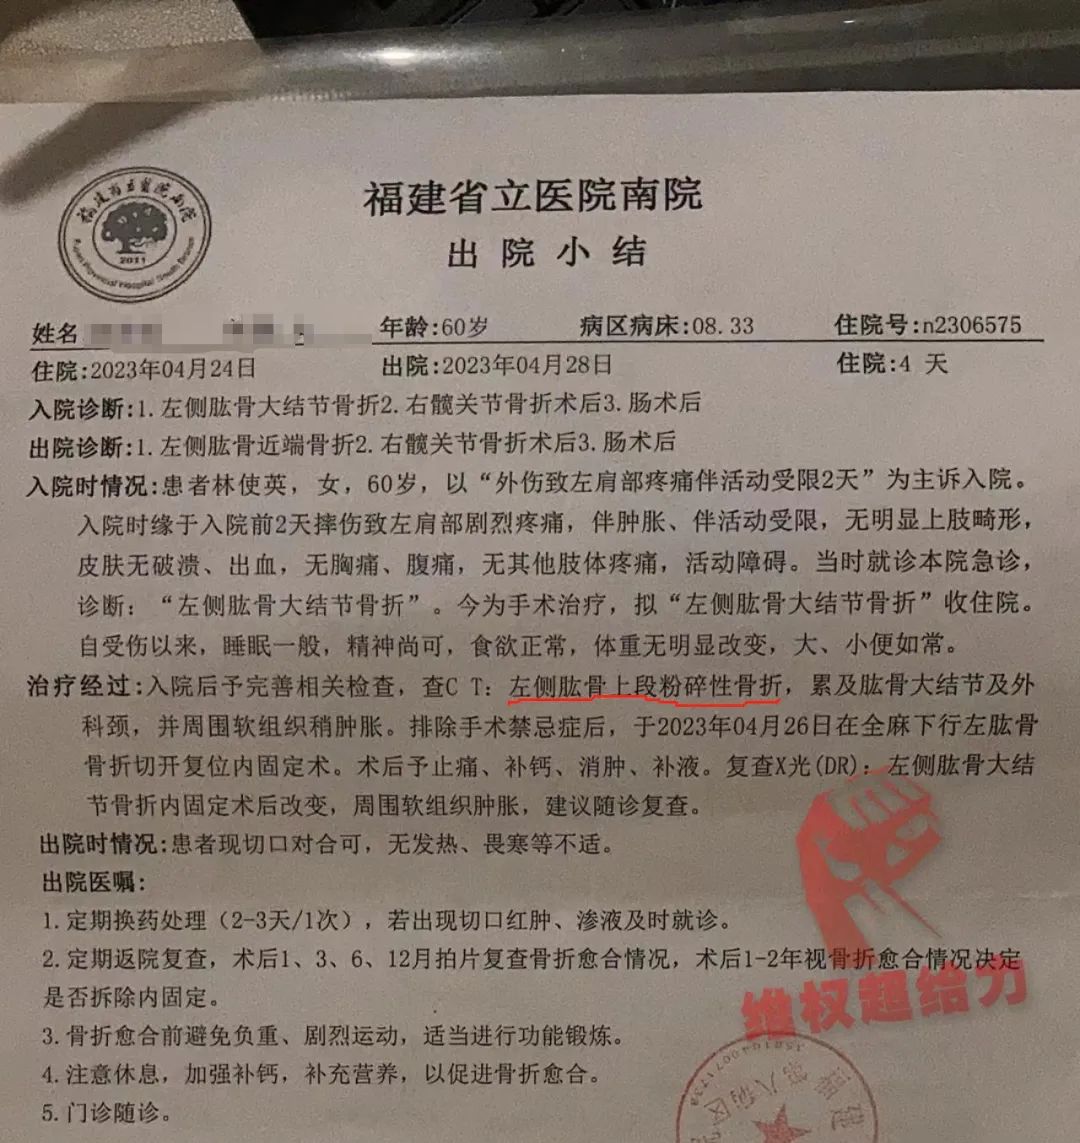 福建省立医院南院
2011
福建省立医院南院
出院小结
姓名 年龄:60岁 病区病床:08.33 住院号:n2306575
住院:2023年04月24日 出院:2023年04月28日 住院:4 天
入院诊断:1.左侧肱骨大结节骨折2.右髋关节骨折术后3.肠术后
出院诊断:1.左侧肱骨近端骨折2.右髋关节骨折术后3.肠术后
入院时情况:患者林使英，女，60岁，以“外伤致左肩部疼痛伴活动受限2天”为主诉入院。
入院时缘于入院前2天摔伤致左肩部剧烈疼痛，伴肿胀、伴活动受限，无明显上肢畸形，
皮肤无破溃、出血，无胸痛、腹痛，无其他肢体疼痛，活动障碍。当时就诊本院急诊，
诊断：“左侧肱骨大结节骨折”。今为手术治疗，拟“左侧肱骨大结节骨折”收住院。
自受伤以来，睡眠一般，精神尚可，食欲正常，体重无明显改变，大、小便如常。
治疗经过:入院后予完善相关检查，查C T：左侧肱骨上段粉碎性骨折，累及肱骨大结节及外
科颈，并周围软组织稍肿胀。排除手术禁忌症后，于2023年04月26日在全麻下行左肱骨
骨折切开复位内固定术。术后予止痛、补钙、消肿、补液。复查X光(DR)：左侧肱骨大结
节骨折内固定术后改变，周围软组织肿胀，建议随诊复查。
出院时情况:患者现切口对合可，无发热、畏寒等不适。
出院医嘱:
1.定期换药处理（2-3天/1次），若出现切口红肿、渗液及时就诊。
2.定期返院复查，术后1、3、6、12月拍片复查骨折愈合情况，术后1-2年视骨折愈合情况决定
是否拆除内固定。
3.骨折愈合前避免负重、剧烈运动，适当进行功能锻炼。
4.注意休息，加强补钙，补充营养，以促进骨折愈合。
5.门诊随诊。
维权超给力